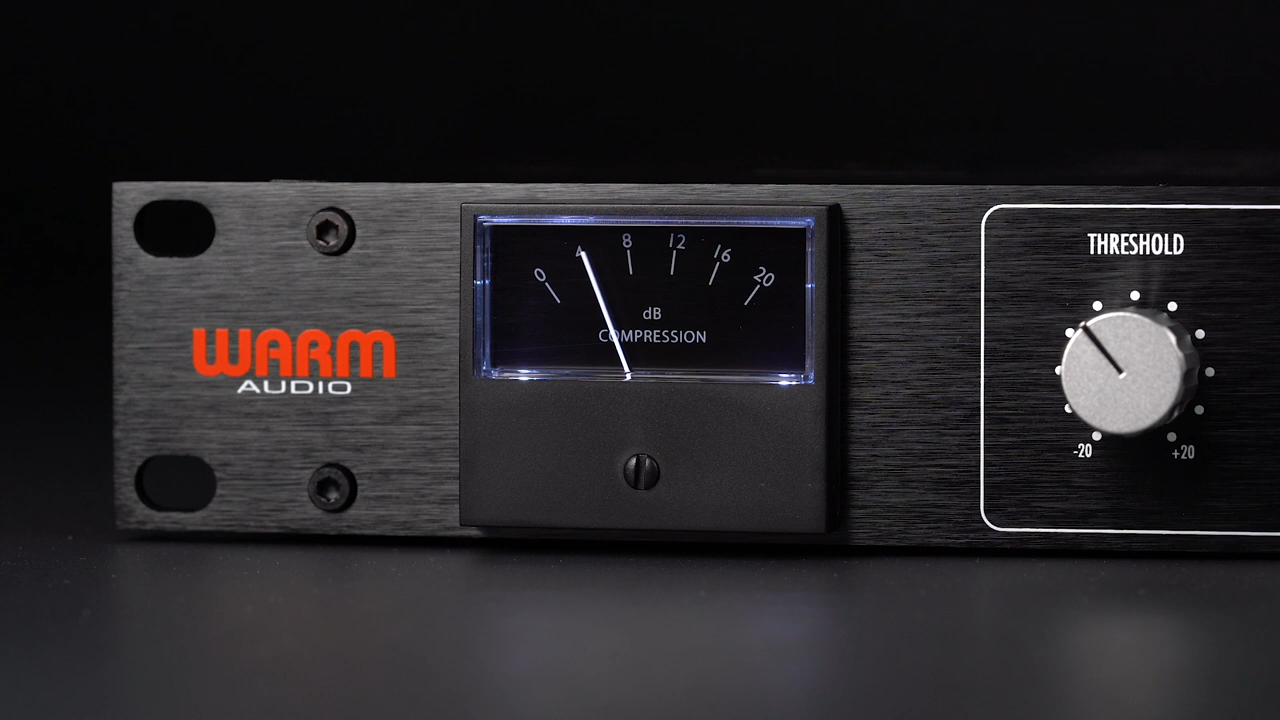 WARM
AUDIO
0 4 8 12 16 20
dB
COMPRESSION
THRESHOLD
-20 +20